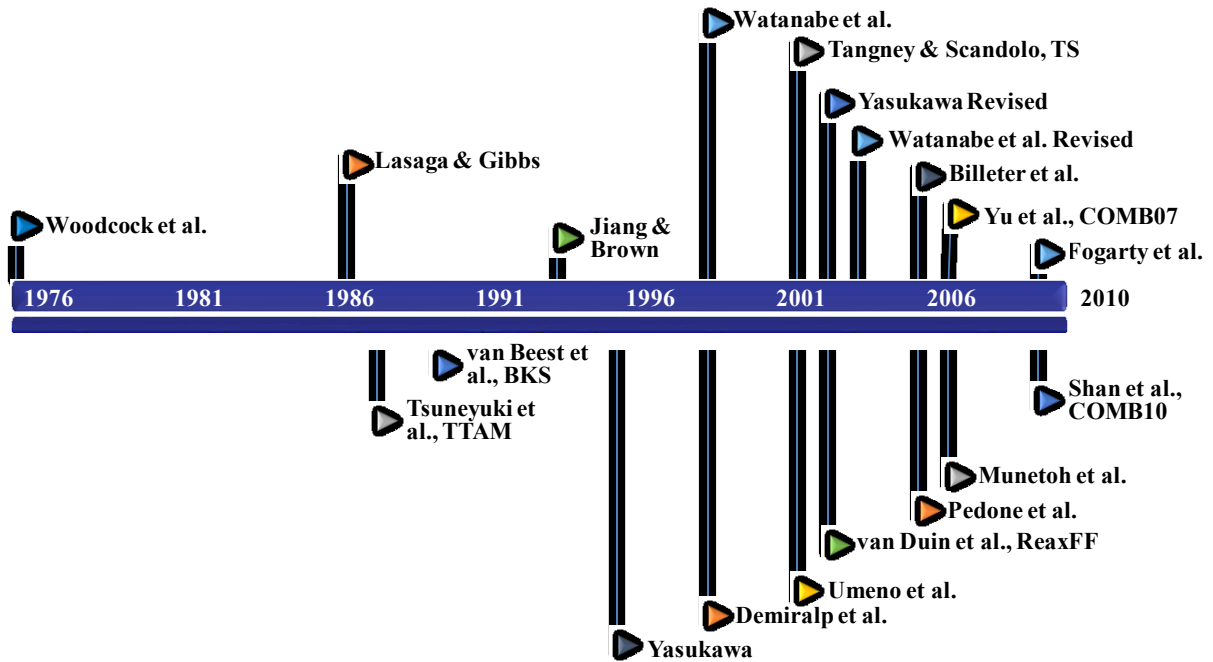 Watanabe et al.
Tangney & Scandolo, TS
Yasukawa Revised
Watanabe et al. Revised
Lasaga & Gibbs
Billeter et al.
Woodcock et al.
Jiang &
Brown
Yu et al., COMB07
Fogarty et al.
1976 1981 1986 1991 1996 2001 2006 2010
van Beest et
al., BKS
Tsuneyuki et
al., TTAM
Shan et al.,
COMB10
Munetoh et al.
Pedone et al.
van Duin et al., ReaxFF
Umeno et al.
Demiralp et al.
Yasukawa